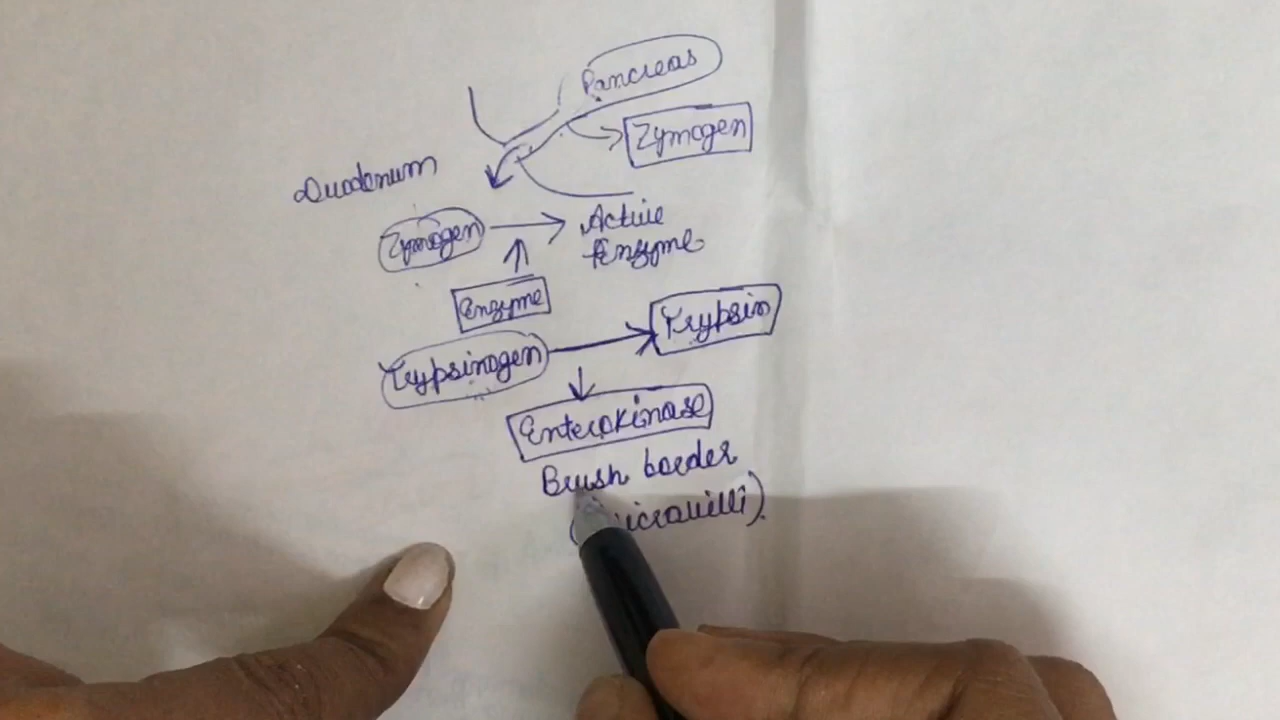 Pancreas
Zymogen
Duodenum
Zymogen → Active
Enzyme
Enzyme
Trypsinogen → Trypsin
Enterokinase
Brush border